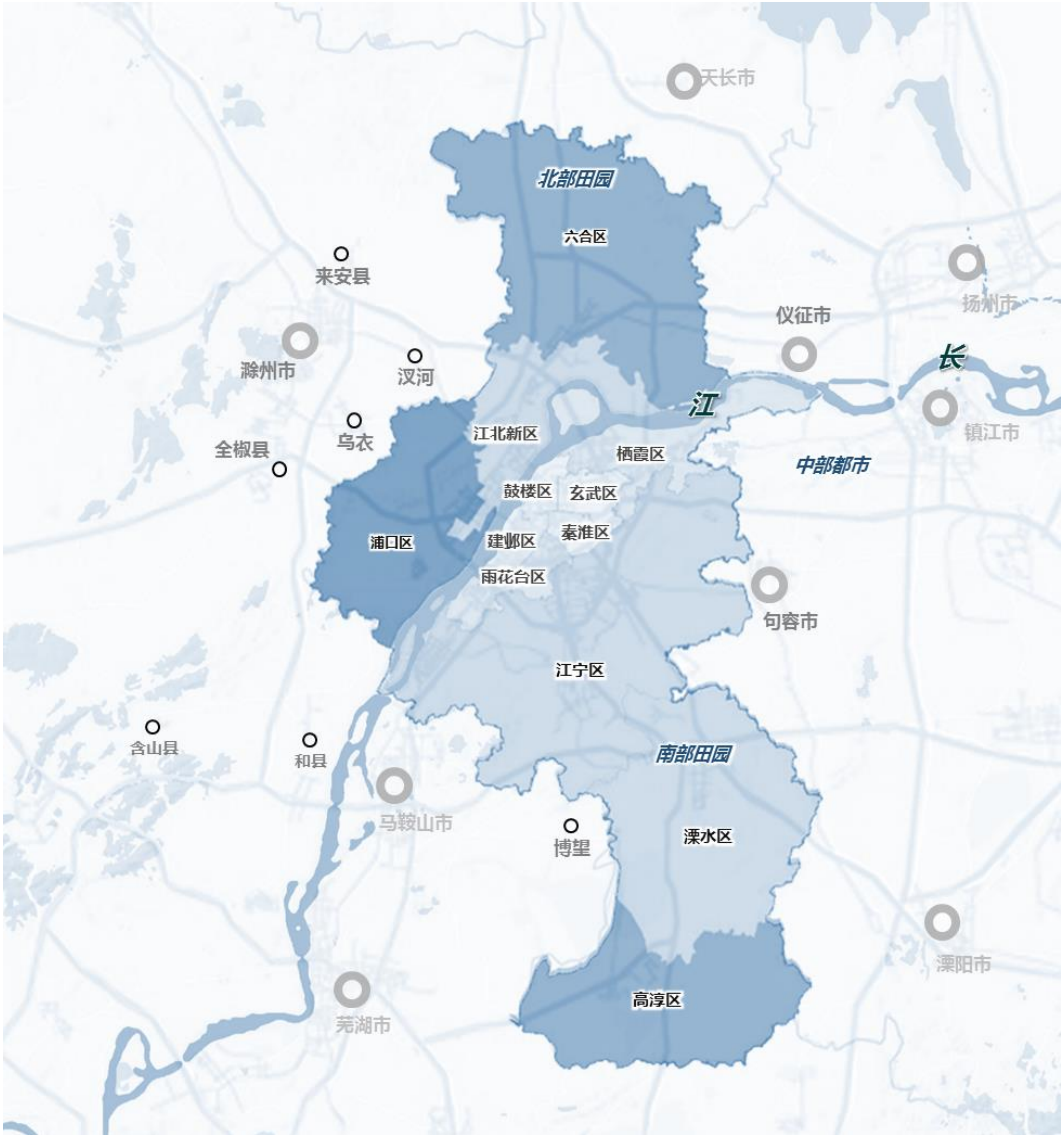 天长市
北部田园
六合区
来安县
扬州市
仪征市
长
滁州市
汊河
江
乌衣
江北新区
镇江市
全椒县
栖霞区
中部都市
鼓楼区
玄武区
浦口区
建邺区
秦淮区
雨花台区
句容市
江宁区
含山县
和县
南部田园
马鞍山市
博望
溧水区
溧阳市
高淳区
芜湖市